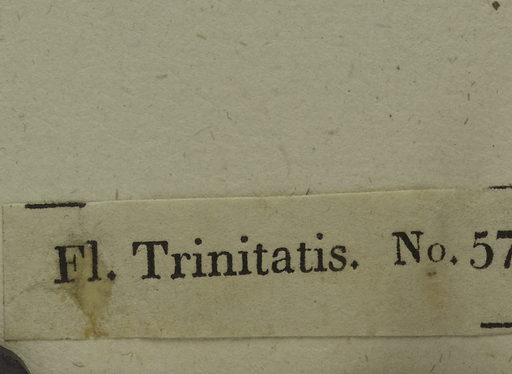 Fl. Trinitatis. No. 57